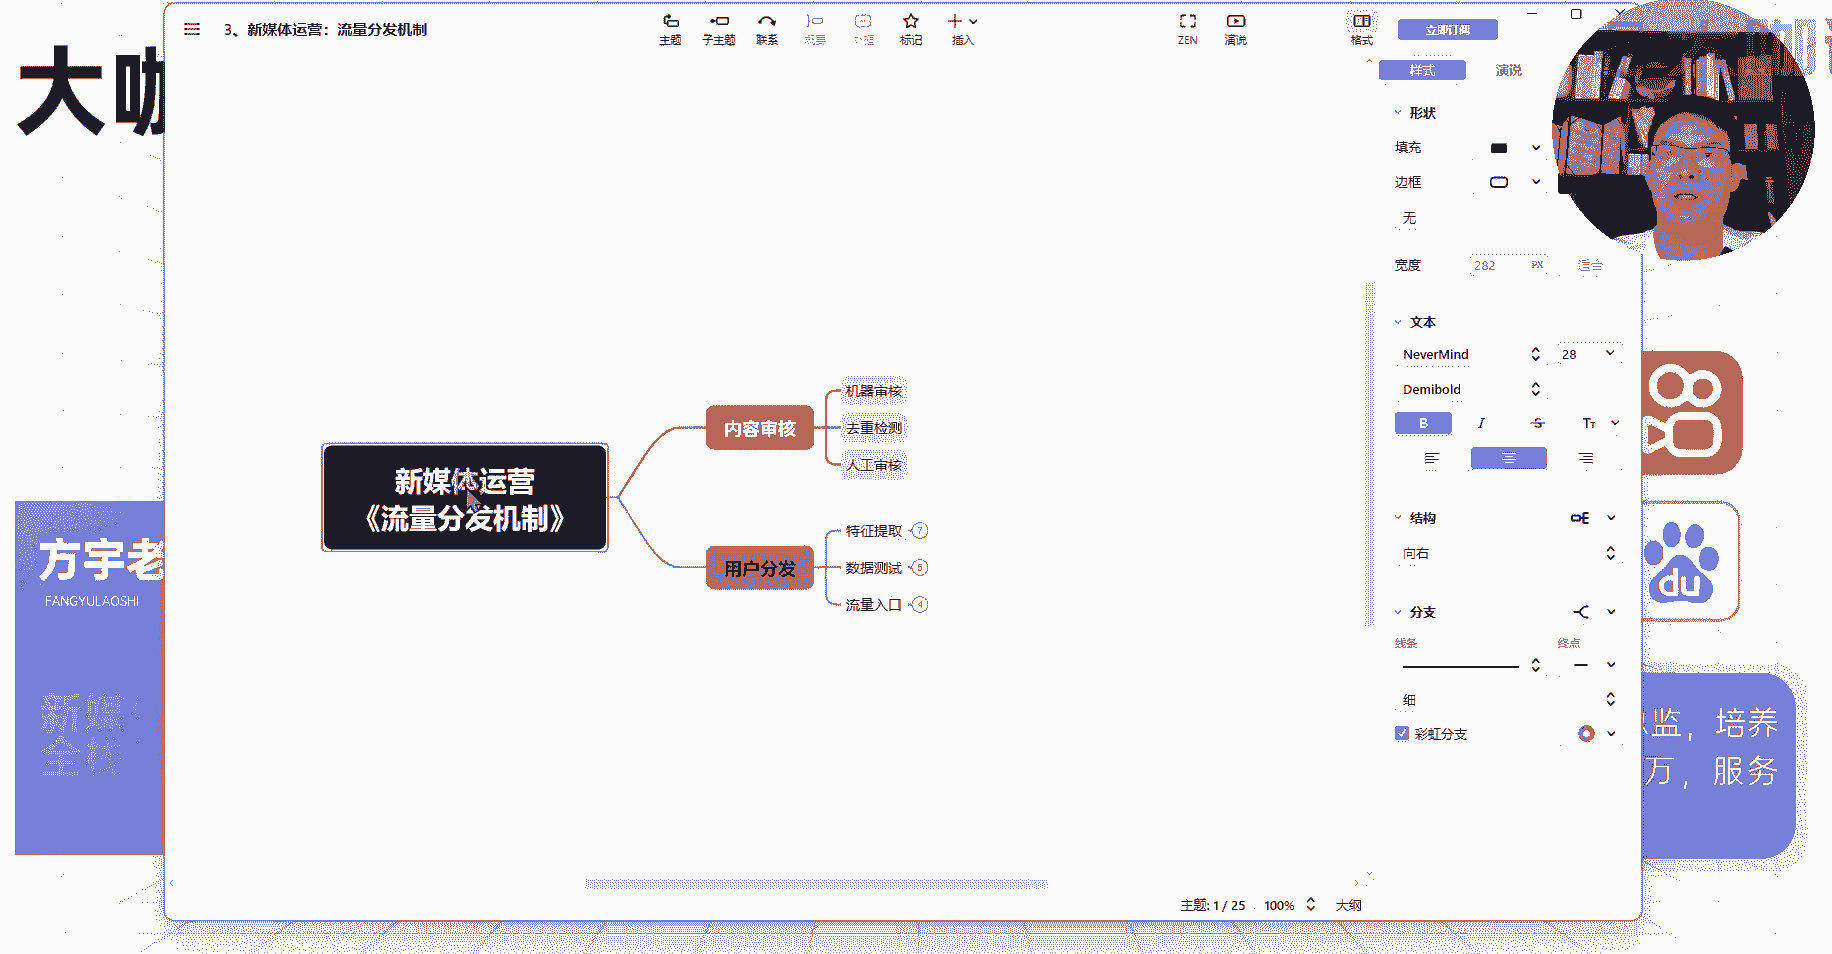 3、新媒体运营：流量分发机制
主题
子主题
联系
概要
外框
标记
插入
ZEN
演说
格式
立即订阅
样式
演说
大咖
形状
填充
边框
无
宽度
282
PX
文本
NeverMind
28
Demibold
B
I
S
Tт
新媒体运营
《流量分发机制》
内容审核
机器审核
去重检测
人工审核
用户分发
特征提取
7
数据测试
5
流量入口
4
结构
向右
分支
线条
终点
细
彩虹分支
方宇老
FANGYULAOSHI
新媒
全栈
du
监，培养
万，服务
主题: 1 / 25
100%
大纲